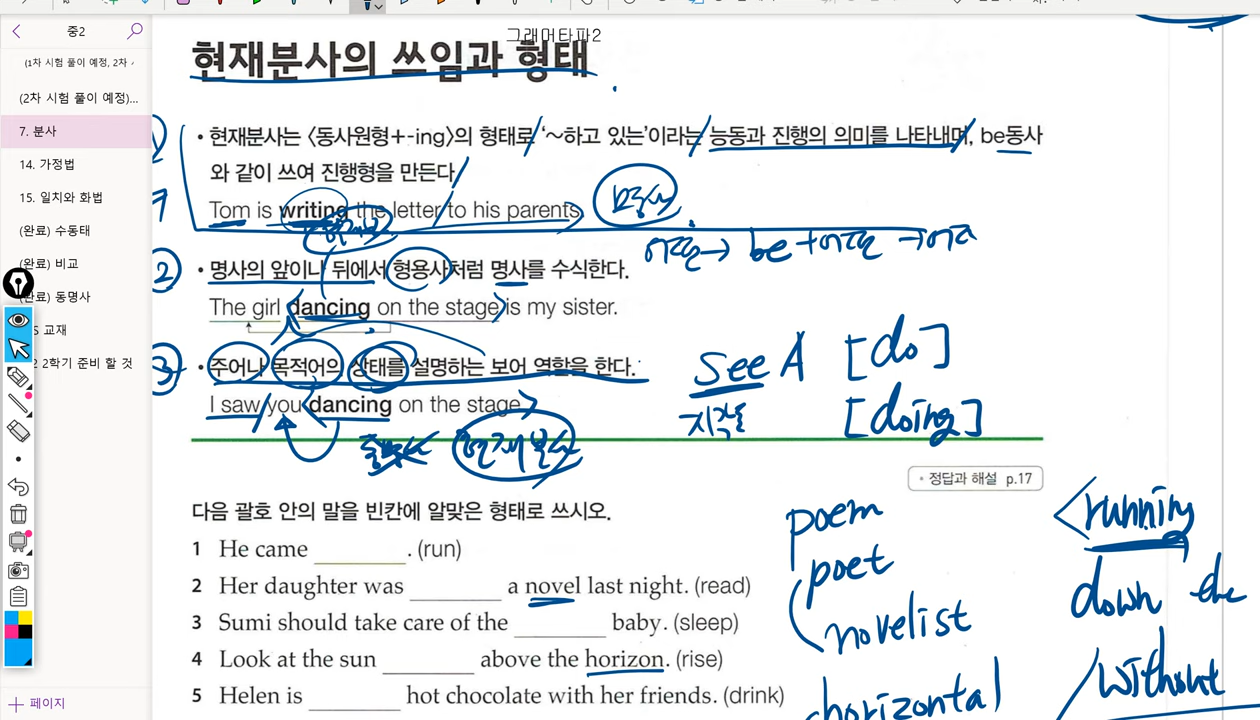 중2
그래머타파2
(1차 시험 풀이 예정, 2차
(2차 시험 풀이 예정)...
7. 분사
14. 가정법
15. 일치와 화법
(완료) 수동태
(완료) 비교
(완료) 동명사
S 교재
2 2학기 준비 할 것
페이지
현재분사의 쓰임과 형태
• 현재분사는 〈동사원형+-ing〉의 형태로 '~하고 있는'이라는 능동과 진행의 의미를 나타내며, be동사
와 같이 쓰여 진행형을 만든다.
Tom is writing the letter to his parents.
be +
② • 명사의 앞이나 뒤에서 형용사처럼 명사를 수식한다.
The girl dancing on the stage is my sister.
③ • 주어나 목적어의 상태를 설명하는 보어 역할을 한다.
I saw you dancing on the stage.
see A [do]
지각동 [doing]
현재분사
• 정답과 해설 p.17
다음 괄호 안의 말을 빈칸에 알맞은 형태로 쓰시오.
1 He came ________ . (run)
2 Her daughter was ________ a novel last night. (read)
3 Sumi should take care of the ________ baby. (sleep)
4 Look at the sun ________ above the horizon. (rise)
5 Helen is ________ hot chocolate with her friends. (drink)
poem
poet
novelist
horizontal
running
down the
without